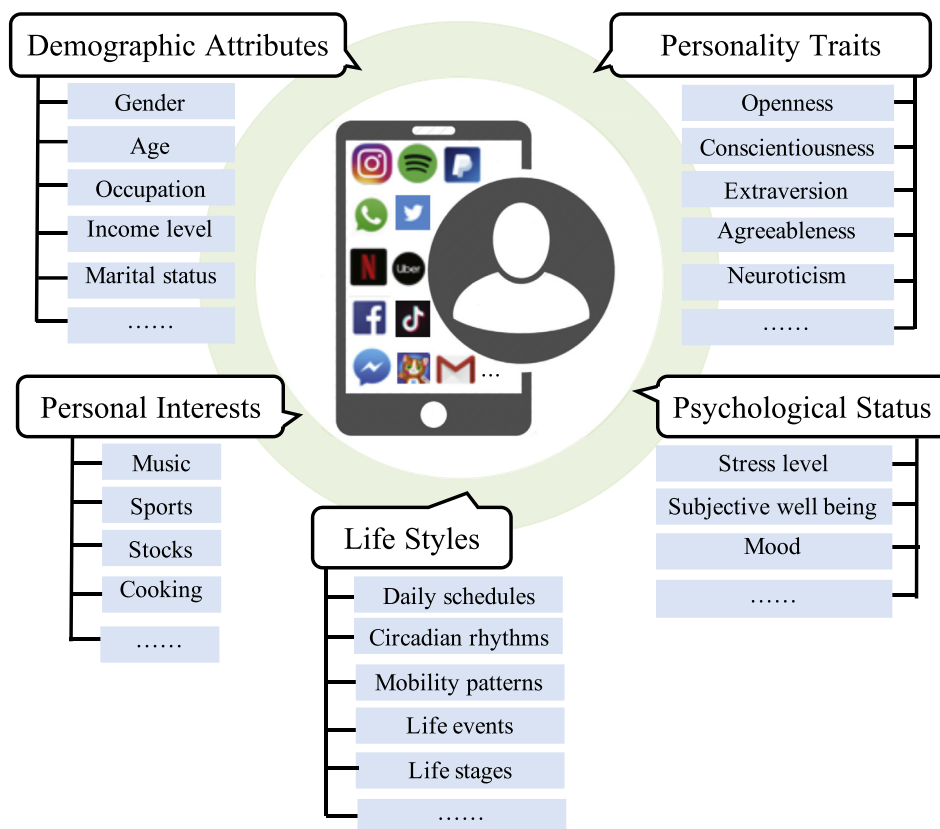 Demographic Attributes
Gender
Age
Occupation
Income level
Marital status
……
Personality Traits
Openness
Conscientiousness
Extraversion
Agreeableness
Neuroticism
……
Uber
...
Personal Interests
Music
Sports
Stocks
Cooking
……
Life Styles
Daily schedules
Circadian rhythms
Mobility patterns
Life events
Life stages
……
Psychological Status
Stress level
Subjective well being
Mood
……